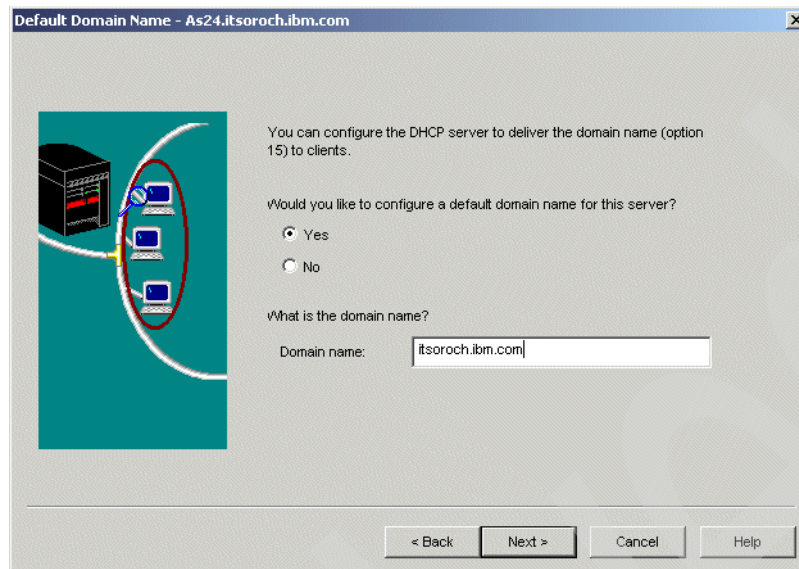 Default Domain Name - As24.itsoroch.ibm.com
You can configure the DHCP server to deliver the domain name (option
15) to clients.
Would you like to configure a default domain name for this server?
Yes
No
What is the domain name?
Domain name: itsoroch.ibm.com
< Back Next > Cancel Help